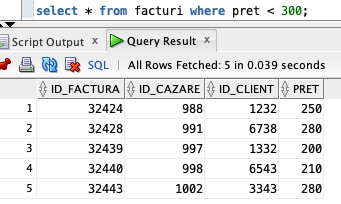 select * from facturi where pret < 300;
Script Output x Query Result x
SQL | All Rows Fetched: 5 in 0.039 seconds
ID_FACTURA ID_CAZARE ID_CLIENT PRET
1 32424 988 1232 250
2 32428 991 6738 280
3 32439 997 1332 200
4 32440 998 6543 210
5 32443 1002 3343 280